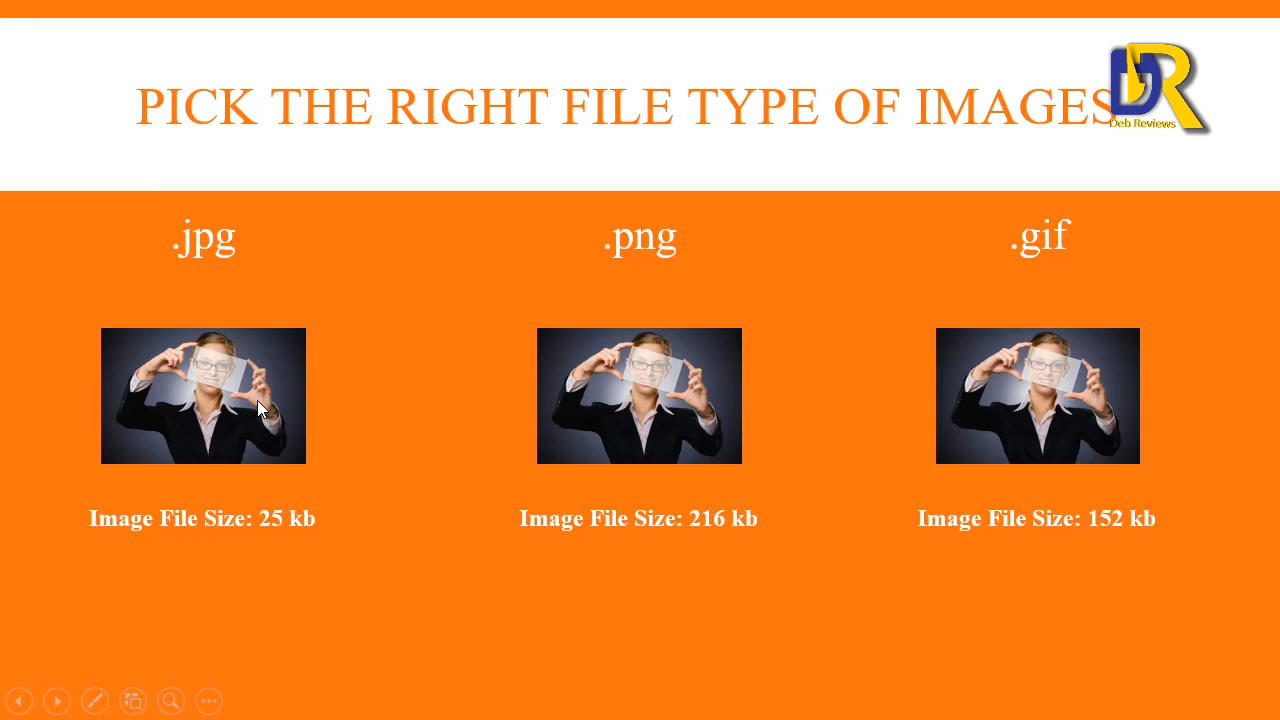 PICK THE RIGHT FILE TYPE OF IMAGES
DR
Deb Reviews
.jpg
.png
.gif
Image File Size: 25 kb
Image File Size: 216 kb
Image File Size: 152 kb